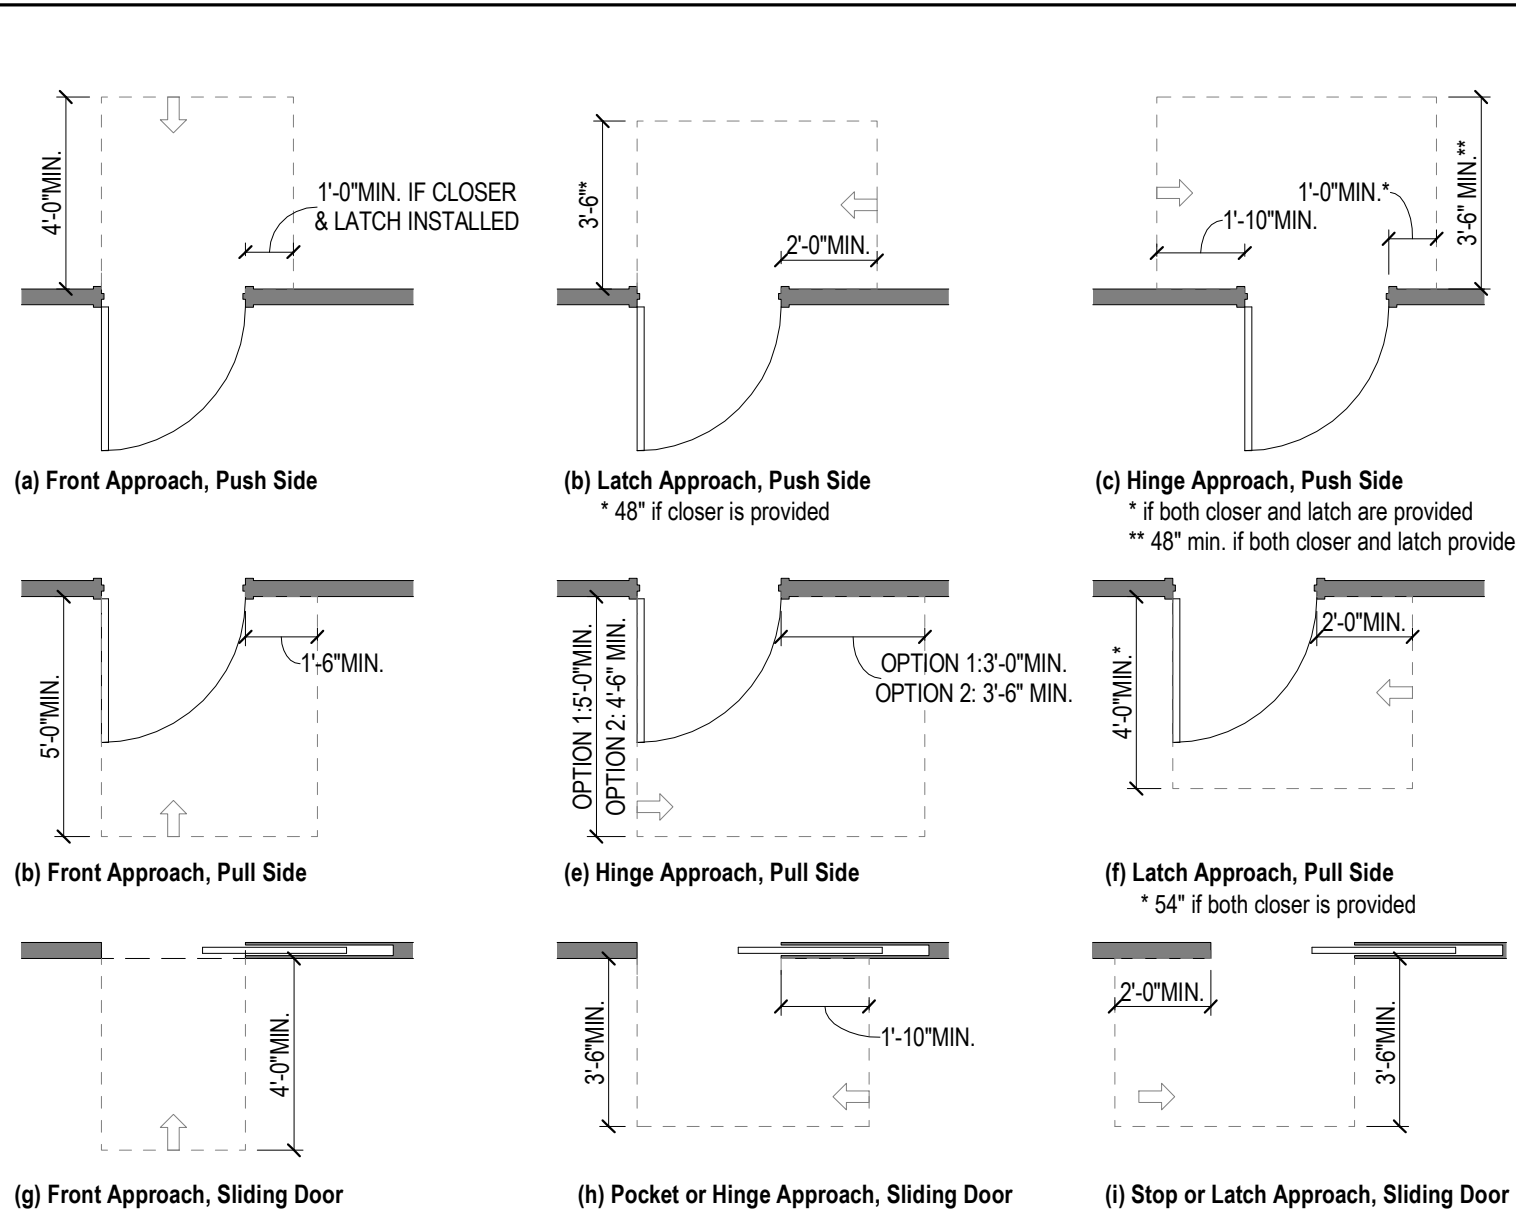 4'-0"MIN.
1'-0"MIN. IF CLOSER
& LATCH INSTALLED
(a) Front Approach, Push Side
3'-6"*
2'-0"MIN.
(b) Latch Approach, Push Side
* 48" if closer is provided
1'-10"MIN.
1'-0"MIN.*
3'-6" MIN.**
(c) Hinge Approach, Push Side
* if both closer and latch are provided
** 48" min. if both closer and latch provide
5'-0"MIN.
1'-6"MIN.
(b) Front Approach, Pull Side
OPTION 1:5'-0"MIN.
OPTION 2: 4'-6" MIN.
OPTION 1:3'-0"MIN.
OPTION 2: 3'-6" MIN.
(e) Hinge Approach, Pull Side
4'-0"MIN.*
2'-0"MIN.
(f) Latch Approach, Pull Side
* 54" if both closer is provided
4'-0"MIN.
(g) Front Approach, Sliding Door
3'-6"MIN.
1'-10"MIN.
(h) Pocket or Hinge Approach, Sliding Door
2'-0"MIN.
3'-6"MIN.
(i) Stop or Latch Approach, Sliding Door